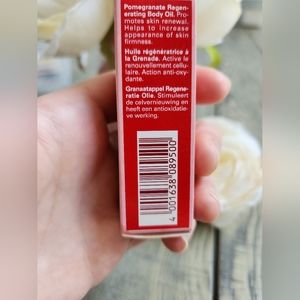 Pomegranate Regen-
erating Body Oil. Pro-
motes skin renewal.
Helps to increase
appearance of skin
firmness.
Huile régénératrice à
la Grenade. Active le
renouvellement cellu-
laire. Action anti-oxy-
dante.
Granaatappel Regene-
ratie Olie. Stimuleert
de celvernieuwing en
heeft een antioxidatie-
ve werking.
4 001638 089500